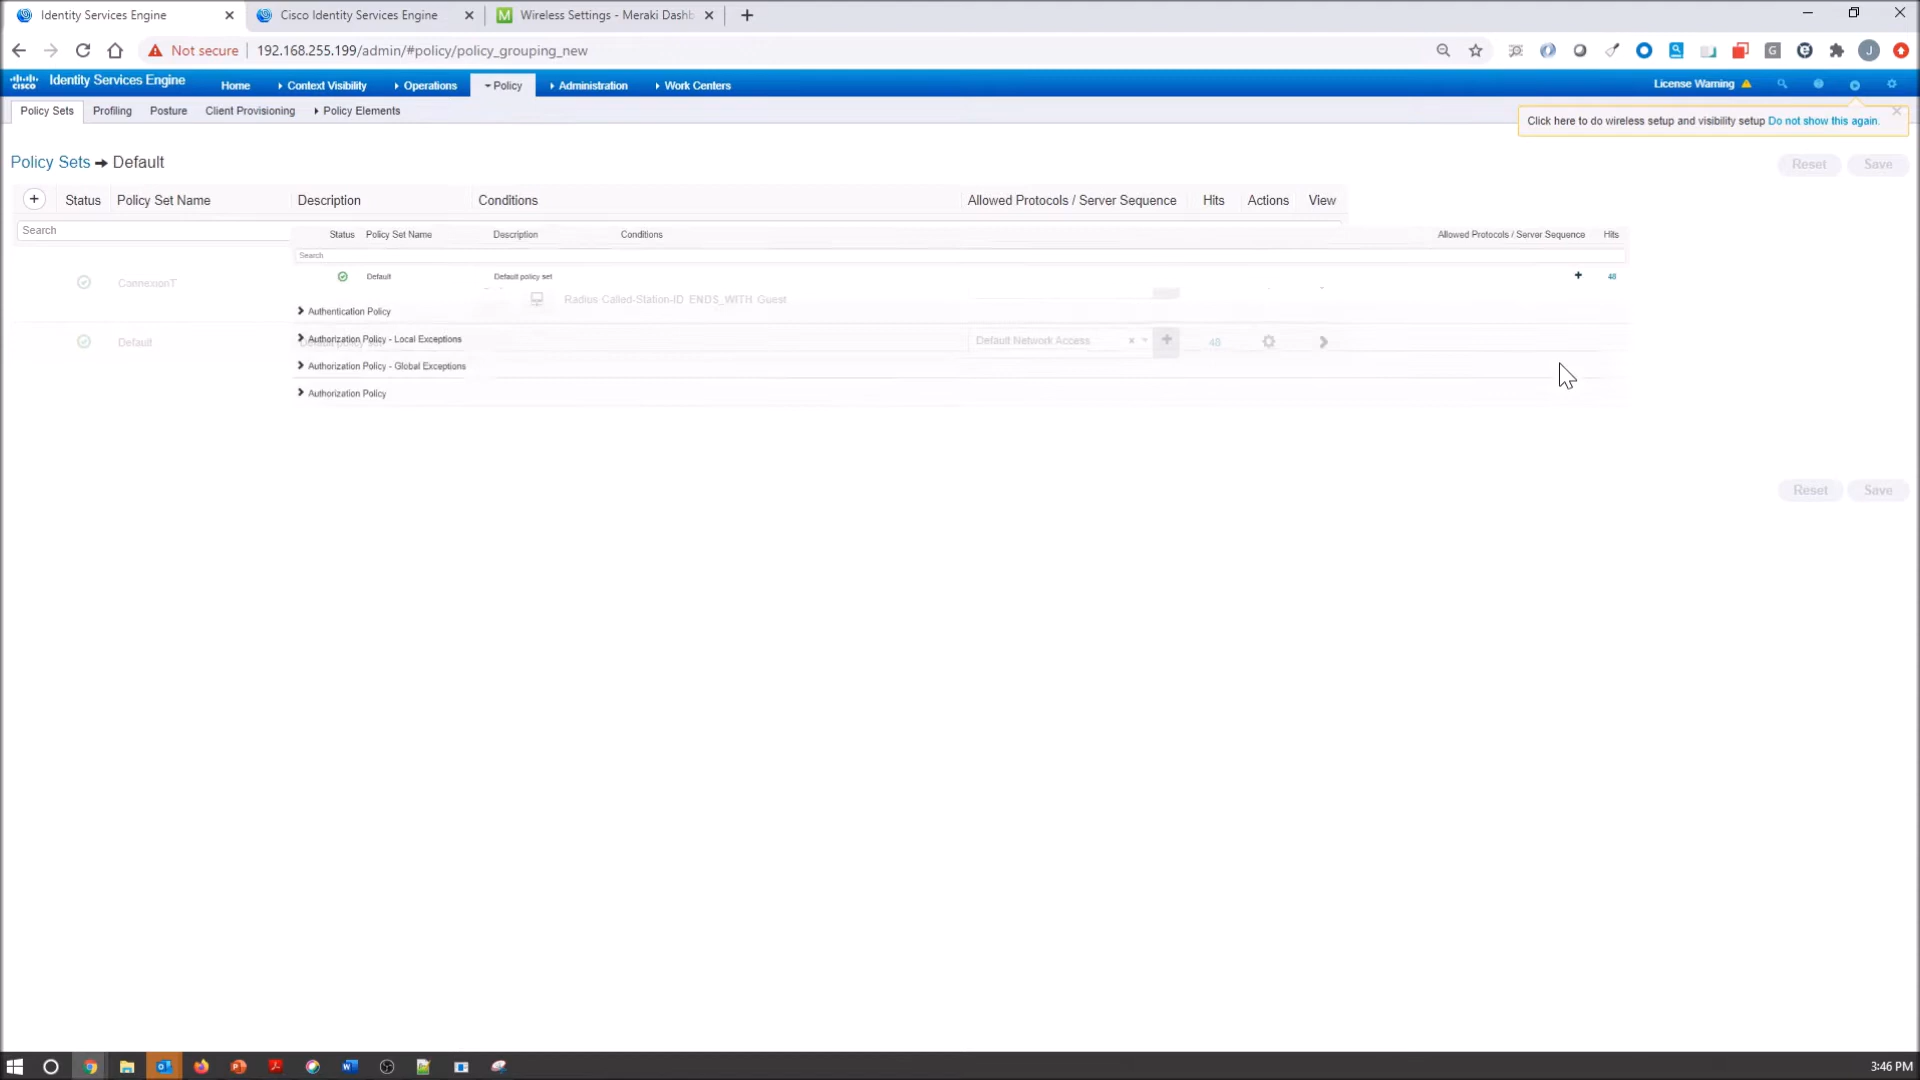 Identity Services Engine
Cisco Identity Services Engine
M Wireless Settings - Meraki Dashb
Not secure
192.168.255.199/admin/#policy/policy_grouping_new
G
J
CISCO
Identity Services Engine
Home
Context Visibility
Operations
Policy
Administration
Work Centers
License Warning
Policy Sets
Profiling
Posture
Client Provisioning
Policy Elements
Click here to do wireless setup and visibility setup Do not show this again.
Policy Sets → Default
Reset
Save
+ Status Policy Set Name Description Conditions Allowed Protocols / Server Sequence Hits Actions View
Search
Status Policy Set Name Description Conditions Allowed Protocols / Server Sequence Hits
Search
Default Default policy set + 48
ConnexionT
Radius·Called-Station-ID ENDS_WITH Guest
Authentication Policy
Authorization Policy - Local Exceptions
Default Default Network Access × + 48
Authorization Policy - Global Exceptions
Authorization Policy
Reset
Save
3:46 PM